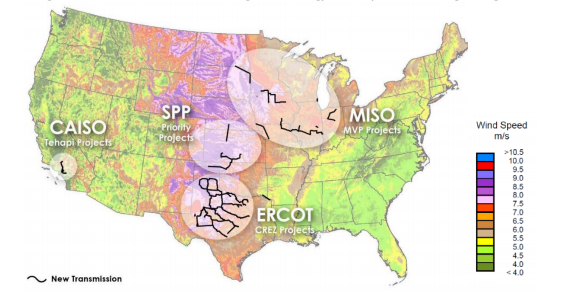 SPP
Priority
Projects
MISO
MVP Projects
CAISO
Tehapi Projects
ERCOT
CREZ Projects
Wind Speed
m/s
>10.5
10.0
9.5
9.0
8.5
8.0
7.5
7.0
6.5
6.0
5.5
5.0
4.5
4.0
< 4.0
New Transmission